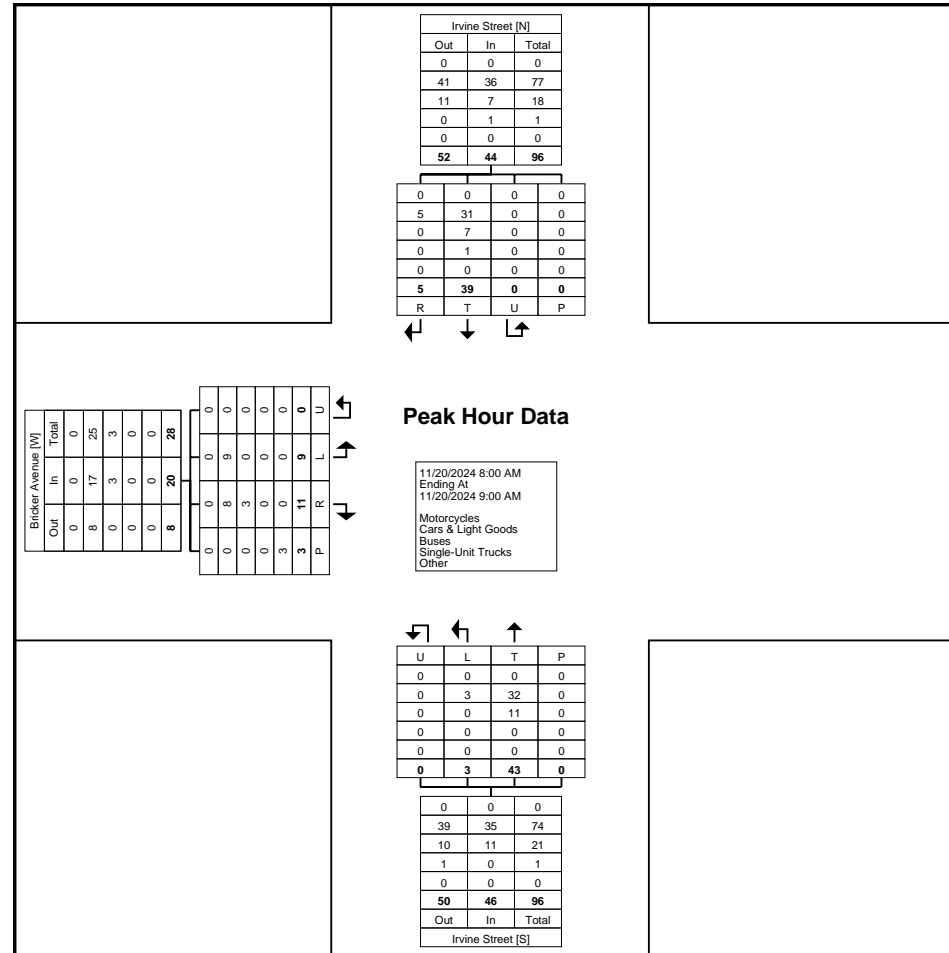 Irvine Street [N]
Out In Total
0 0 0
41 36 77
11 7 18
0 1 1
0 0 0
52 44 96
0 0 0 0
5 31 0 0
0 7 0 0
0 1 0 0
0 0 0 0
5 39 0 0
R T U P
Bricker Avenue [W]
Out In Total
0 0 0
8 17 25
0 3 3
0 0 0
0 0 0
8 20 28
0 0 0 0 0 0 U
0 9 0 0 0 9 L
0 8 3 0 0 11 R
0 0 0 0 3 3 P
Peak Hour Data
11/20/2024 8:00 AM
Ending At
11/20/2024 9:00 AM
Motorcycles
Cars & Light Goods
Buses
Single-Unit Trucks
Other
U L T P
0 0 0 0
0 3 32 0
0 0 11 0
0 0 0 0
0 0 0 0
0 3 43 0
0 0 0
39 35 74
10 11 21
1 0 1
0 0 0
50 46 96
Out In Total
Irvine Street [S]